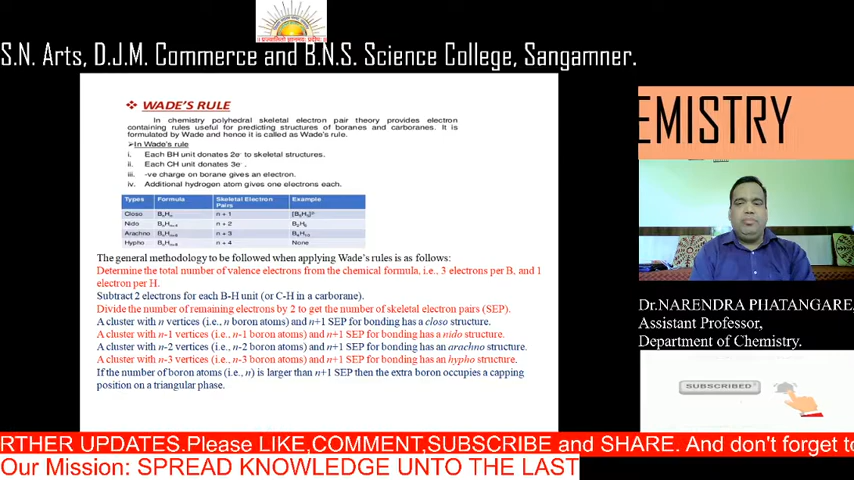 S.N. Arts, D.J.M. Commerce and B.N.S. Science College, Sangamner.
WADE'S RULE
In chemistry polyhedral skeletal electron pair theory provides electron
containing rules useful for predicting structures of boranes and carboranes. It is
formulated by Wade and hence it is called as Wade's rule.
In Wade's rule
i. Each BH unit donates 2e⁻ to skeletal structures.
ii. Each CH unit donates 3e⁻ .
iii. -ve charge on borane gives an electron.
iv. Additional hydrogen atom gives one electrons each.
Types Formula Skeletal Electron Pairs Example
Closo n + 1
Nido n + 2
Arachno n + 3
Hypho n + 4 None
The general methodology to be followed when applying Wade's rules is as follows:
Determine the total number of valence electrons from the chemical formula, i.e., 3 electrons per B, and 1
electron per H.
Subtract 2 electrons for each B-H unit (or C-H in a carborane).
Divide the number of remaining electrons by 2 to get the number of skeletal electron pairs (SEP).
A cluster with n vertices (i.e., n boron atoms) and n+1 SEP for bonding has a closo structure.
A cluster with n-1 vertices (i.e., n-1 boron atoms) and n+1 SEP for bonding has a nido structure.
A cluster with n-2 vertices (i.e., n-2 boron atoms) and n+1 SEP for bonding has an arachno structure.
A cluster with n-3 vertices (i.e., n-3 boron atoms) and n+1 SEP for bonding has an hypho structure.
If the number of boron atoms (i.e., n) is larger than n+1 SEP then the extra boron occupies a capping
position on a triangular phase.
EMISTRY
Dr.NARENDRA PHATANGARE,
Assistant Professor,
Department of Chemistry.
SUBSCRIBED
RTHER UPDATES.Please LIKE,COMMENT,SUBSCRIBE and SHARE. And don't forget to
Our Mission: SPREAD KNOWLEDGE UNTO THE LAST